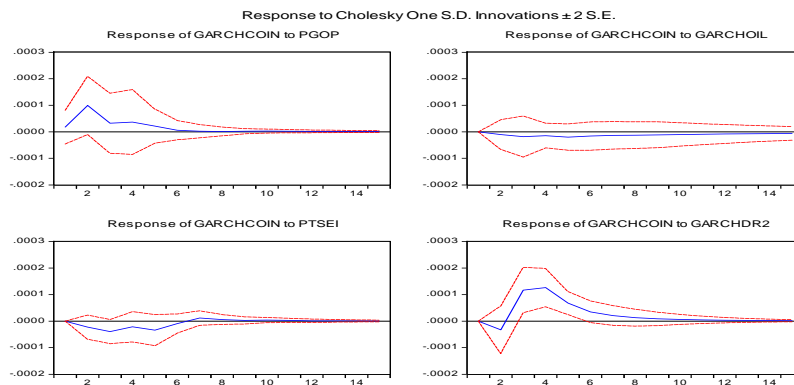 Response to Cholesky One S.D. Innovations ± 2 S.E.
Response of GARCHCOIN to PGOP
.0003
.0002
.0001
.0000
-.0001
-.0002
2 4 6 8 10 12 14
Response of GARCHCOIN to GARCHOIL
.0003
.0002
.0001
.0000
-.0001
-.0002
2 4 6 8 10 12 14
Response of GARCHCOIN to PTSEI
.0003
.0002
.0001
.0000
-.0001
-.0002
2 4 6 8 10 12 14
Response of GARCHCOIN to GARCHDR2
.0003
.0002
.0001
.0000
-.0001
-.0002
2 4 6 8 10 12 14